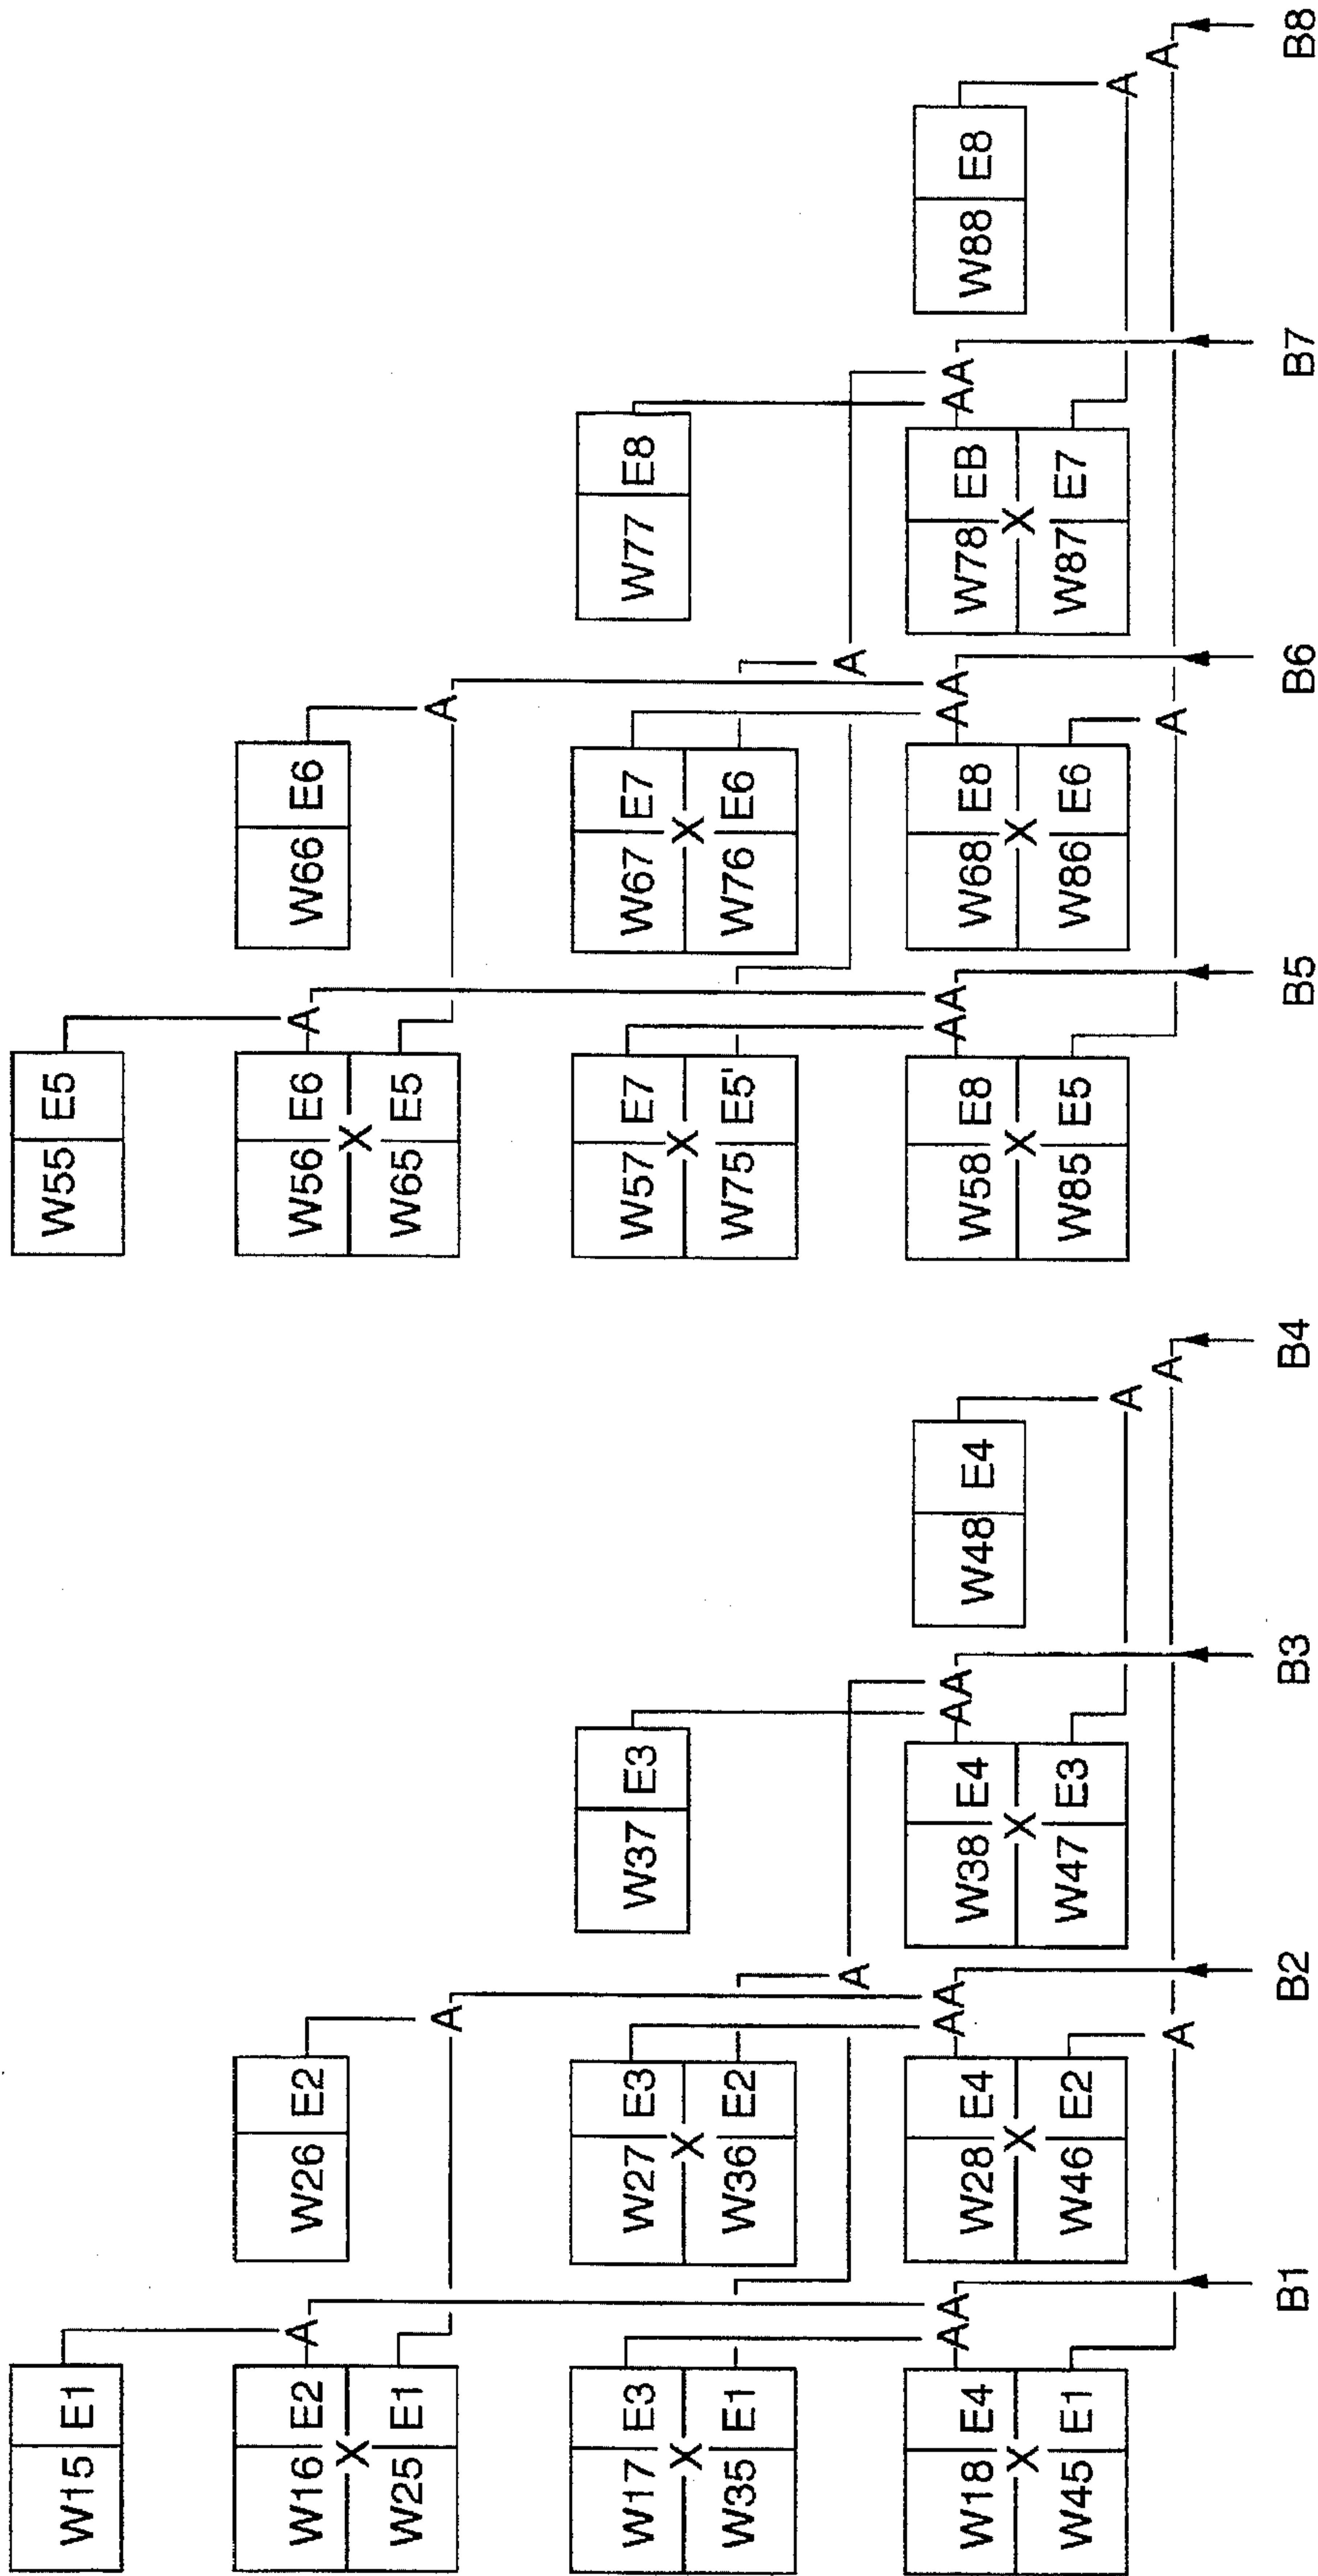 W15 E1 W55 E5
W16 E2 A W26 E2 W56 E6 A W66 E6
X X
W25 E1 W65 E5
A A
W17 E3 W27 E3 W37 E3 W57 E7 W67 E7 W77 E8
X X X X
W35 E1 W36 E2 W75 E5' W76 E6
A A
W18 E4 AA W28 E4 AA W38 E4 AA W48 E4 W58 E8 AA W68 E8 AA W78 EB AA W88 E8
X X X X X X
W45 E1 W46 E2 W47 E3 W85 E5 W86 E6 W87 E7
A A
A A A A
B1 B2 B3 B4 B5 B6 B7 B8